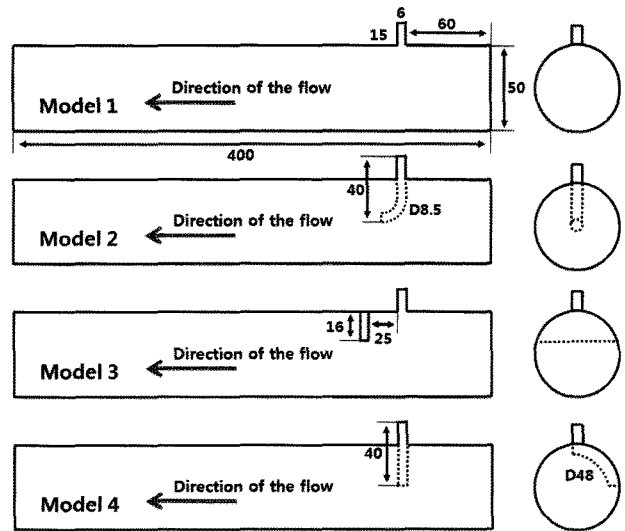 6
15
60
Direction of the flow
50
Model 1
400
40
D8.5
Direction of the flow
Model 2
16
25
Direction of the flow
Model 3
40
D48
Direction of the flow
Model 4